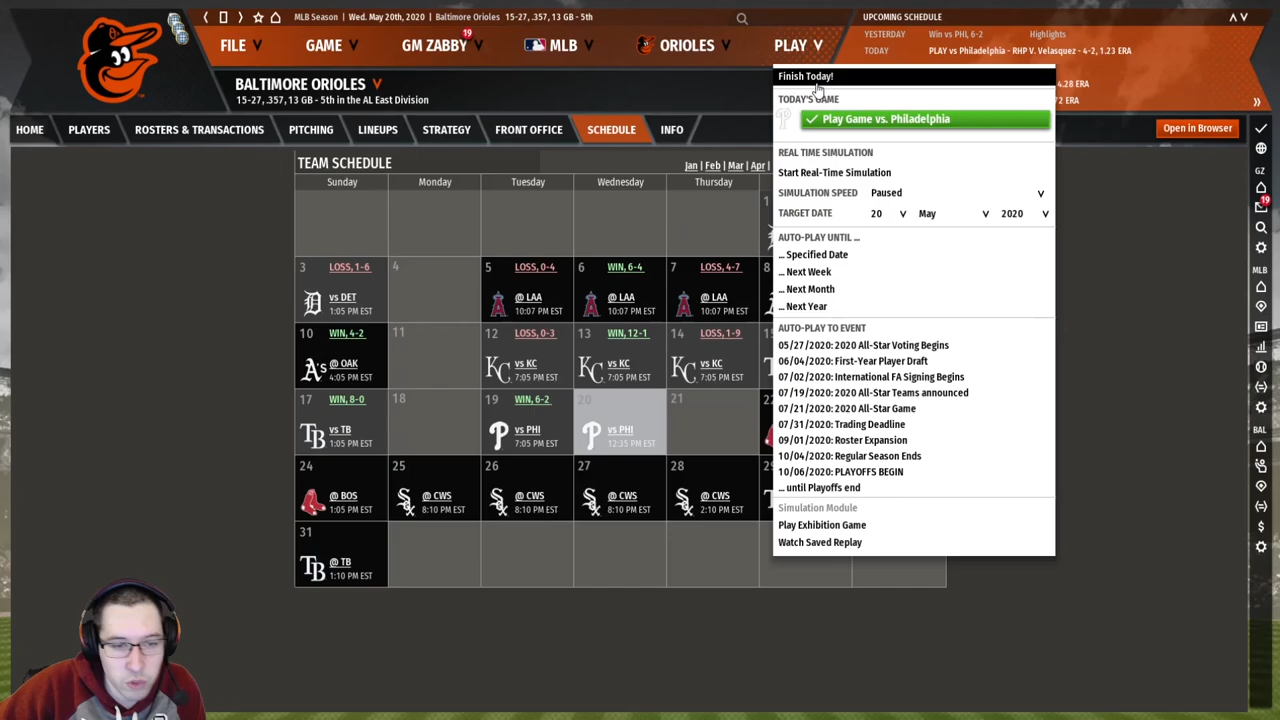 MLB Season | Wed. May 20th, 2020 | Baltimore Orioles 15-27, .357, 13 GB - 5th
UPCOMING SCHEDULE
YESTERDAY Win vs PHI, 6-2 Highlights
TODAY PLAY vs Philadelphia - RHP V. Velasquez - 4-2, 1.23 ERA
4.28 ERA
72 ERA
FILE GAME GM ZABBY 19 MLB ORIOLES PLAY
BALTIMORE ORIOLES
15-27, .357, 13 GB - 5th in the AL East Division
HOME PLAYERS ROSTERS & TRANSACTIONS PITCHING LINEUPS STRATEGY FRONT OFFICE SCHEDULE INFO
Open in Browser
TEAM SCHEDULE
Jan | Feb | Mar | Apr |
Sunday Monday Tuesday Wednesday Thursday
1
3 LOSS, 1-6 4 5 LOSS, 0-4 6 WIN, 6-4 7 LOSS, 4-7 8
vs DET @ LAA @ LAA @ LAA
1:05 PM EST 10:07 PM EST 10:07 PM EST 10:07 PM EST
10 WIN, 4-2 11 12 LOSS, 0-3 13 WIN, 12-1 14 LOSS, 1-9 15
@ OAK vs KC vs KC vs KC
4:05 PM EST 7:05 PM EST 7:05 PM EST 7:05 PM EST
17 WIN, 8-0 18 19 WIN, 6-2 20 21 22
vs TB vs PHI vs PHI
1:05 PM EST 7:05 PM EST 12:35 PM EST
24 25 26 27 28 29
@ BOS @ CWS @ CWS @ CWS @ CWS
1:05 PM EST 8:10 PM EST 8:10 PM EST 8:10 PM EST 2:10 PM EST
31
@ TB
1:10 PM EST
Finish Today!
TODAY'S GAME
Play Game vs. Philadelphia
REAL TIME SIMULATION
Start Real-Time Simulation
SIMULATION SPEED Paused
TARGET DATE 20 May 2020
AUTO-PLAY UNTIL ...
... Specified Date
... Next Week
... Next Month
... Next Year
AUTO-PLAY TO EVENT
05/27/2020: 2020 All-Star Voting Begins
06/04/2020: First-Year Player Draft
07/02/2020: International FA Signing Begins
07/19/2020: 2020 All-Star Teams announced
07/21/2020: 2020 All-Star Game
07/31/2020: Trading Deadline
09/01/2020: Roster Expansion
10/04/2020: Regular Season Ends
10/06/2020: PLAYOFFS BEGIN
... until Playoffs end
Simulation Module
Play Exhibition Game
Watch Saved Replay
GZ
19
MLB
BAL